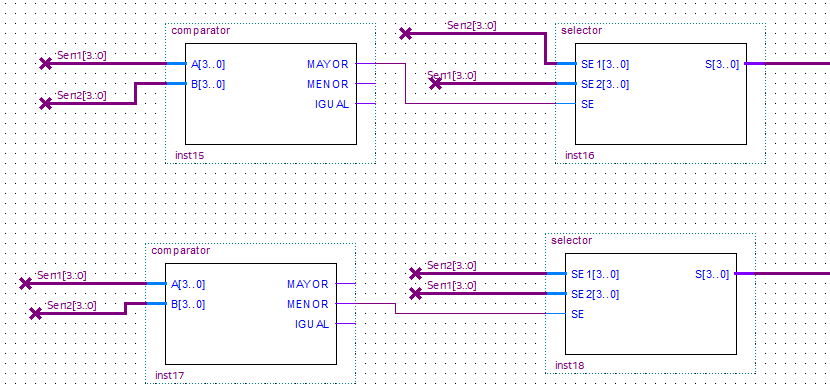 comparator
Sen1[3..0]
Sen2[3..0]
A[3..0]
B[3..0]
MAYOR
MENOR
IGUAL
inst15
selector
Sen2[3..0]
Sen1[3..0]
SE1[3..0]
SE2[3..0]
SE
S[3..0]
inst16
comparator
Sen1[3..0]
Sen2[3..0]
A[3..0]
B[3..0]
MAYOR
MENOR
IGUAL
inst17
selector
Sen2[3..0]
Sen1[3..0]
SE1[3..0]
SE2[3..0]
SE
S[3..0]
inst18